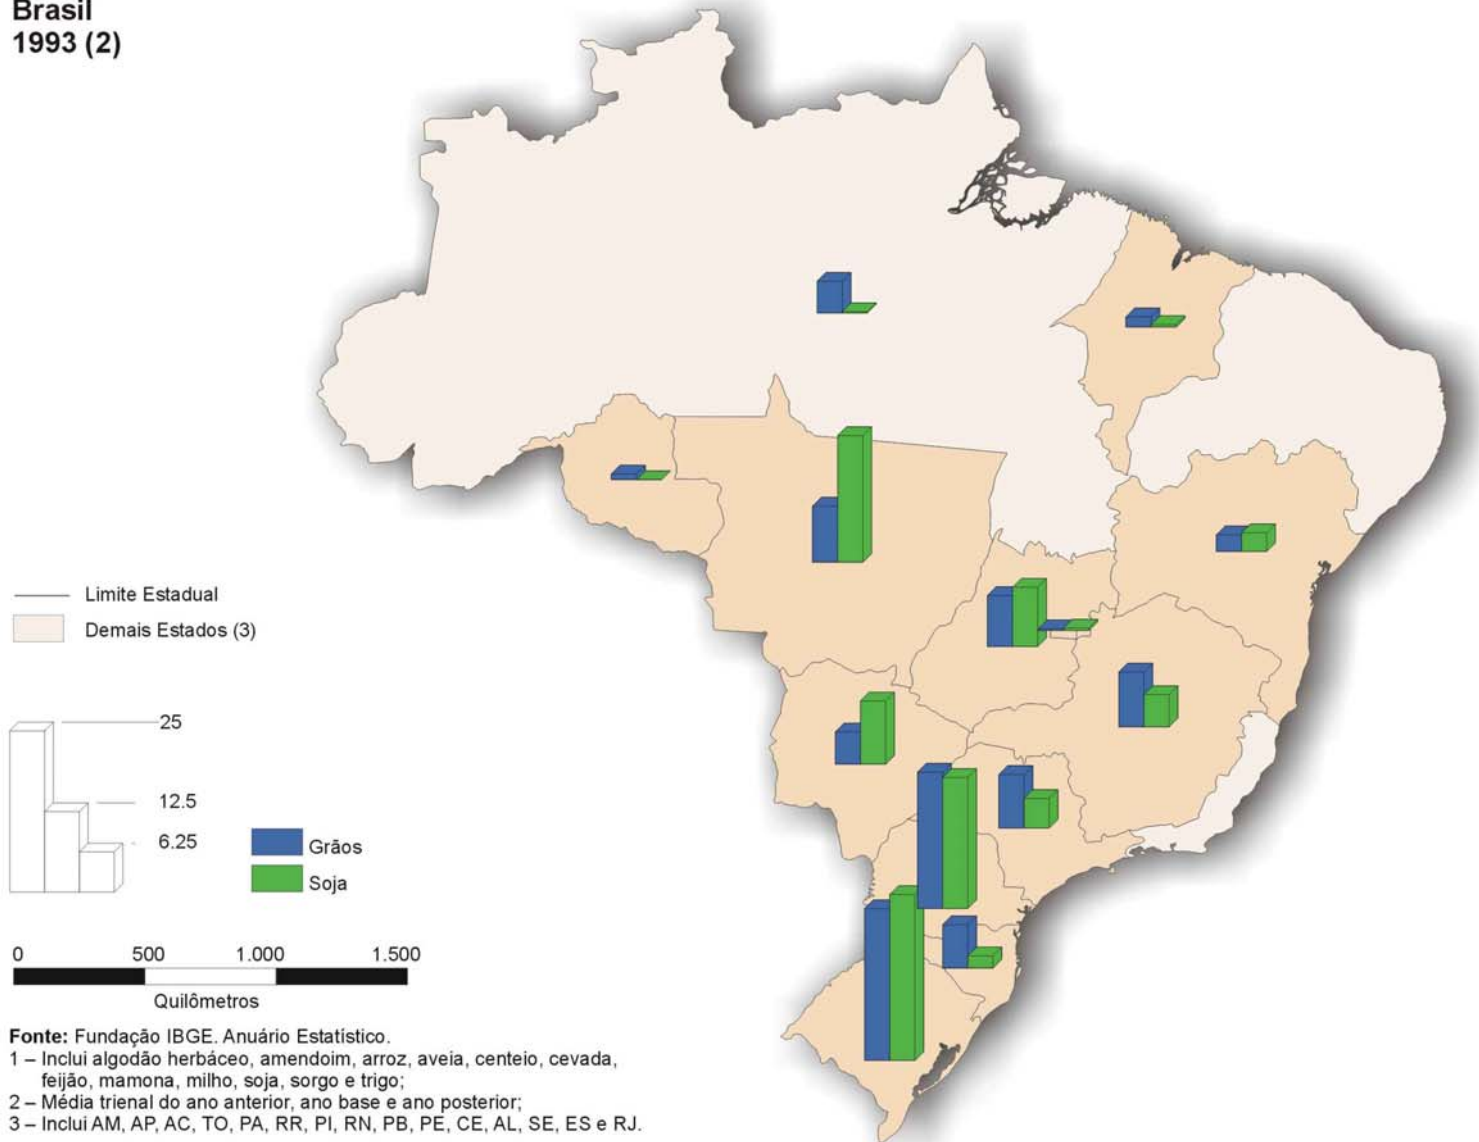 Brasil
1993 (2)
Limite Estadual
Demais Estados (3)
25
12.5
6.25
Grãos
Soja
0 500 1.000 1.500
Quilômetros
Fonte: Fundação IBGE. Anuário Estatístico.
1 – Inclui algodão herbáceo, amendoim, arroz, aveia, centeio, cevada,
feijão, mamona, milho, soja, sorgo e trigo;
2 – Média trienal do ano anterior, ano base e ano posterior;
3 – Inclui AM, AP, AC, TO, PA, RR, PI, RN, PB, PE, CE, AL, SE, ES e RJ.